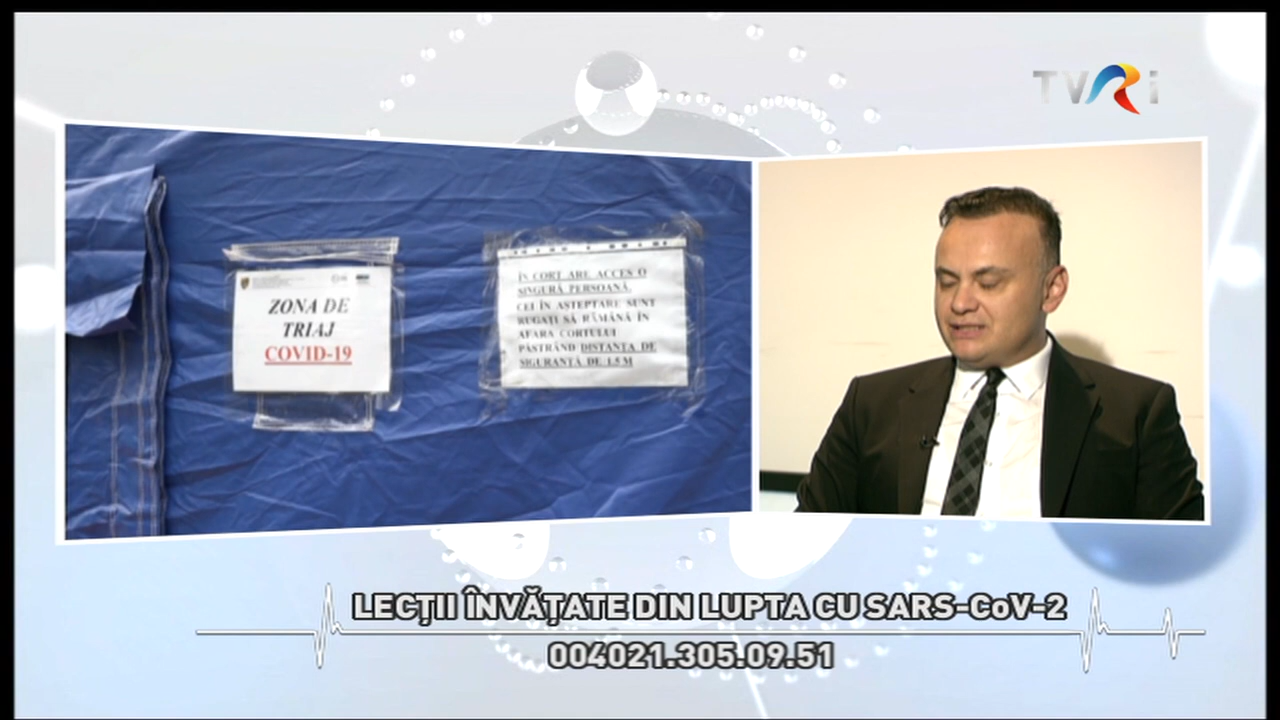 TVRi
ZONA DE
TRIAJ
COVID-19
ÎN CORT ARE ACCES O
SINGURĂ PERSOANĂ.
CEI ÎN AȘTEPTARE SUNT
RUGAȚI SĂ RĂMÂNĂ ÎN
AFARA CORTULUI
PĂSTRÂND DISTANȚA DE
SIGURANȚĂ DE 1.5 M
LECȚII ÎNVĂȚATE DIN LUPTA CU SARS-CoV-2
004021.305.09.51